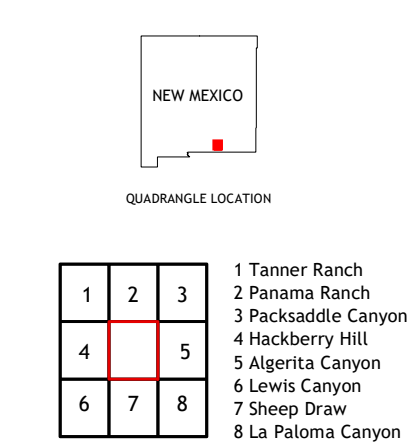 NEW MEXICO
QUADRANGLE LOCATION
1 2 3
4 5
6 7 8
1 Tanner Ranch
2 Panama Ranch
3 Packsaddle Canyon
4 Hackberry Hill
5 Algerita Canyon
6 Lewis Canyon
7 Sheep Draw
8 La Paloma Canyon